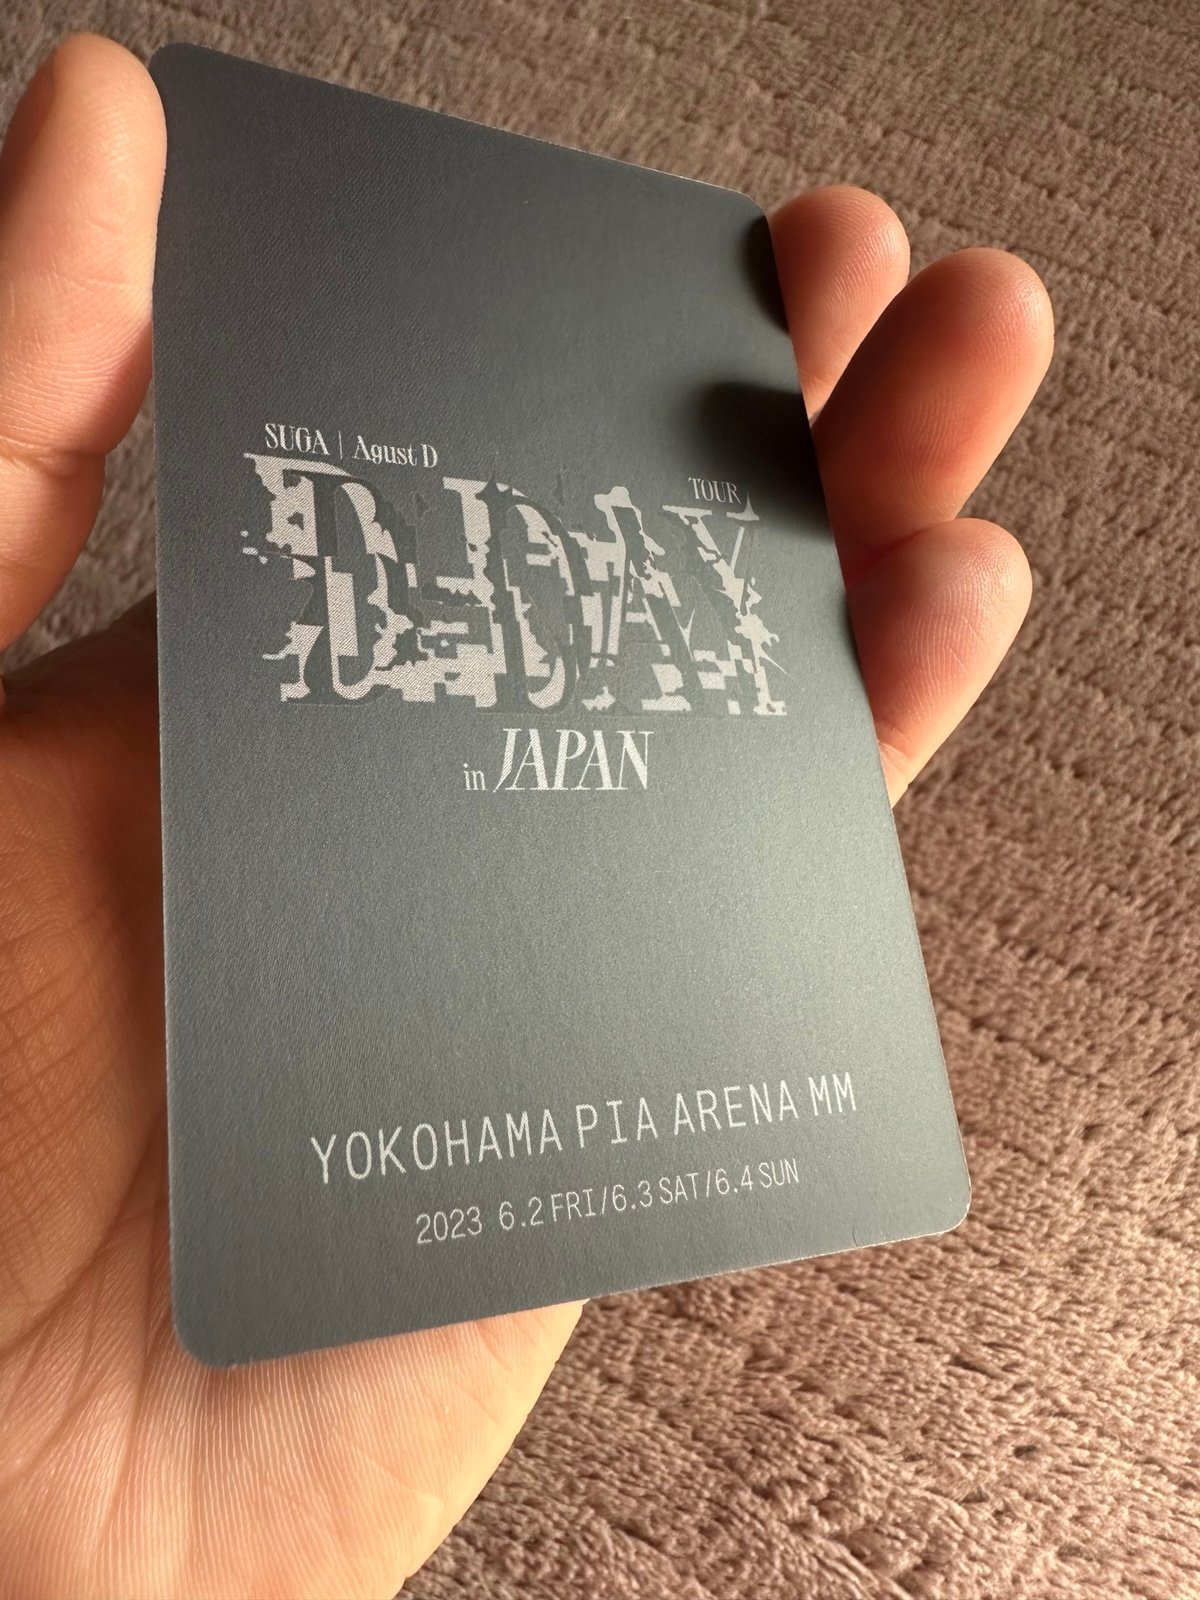 SUGA | Agust D
TOUR
D-DAY
in JAPAN
YOKOHAMA PIA ARENA MM
2023 6.2 FRI/6.3 SAT/6.4 SUN